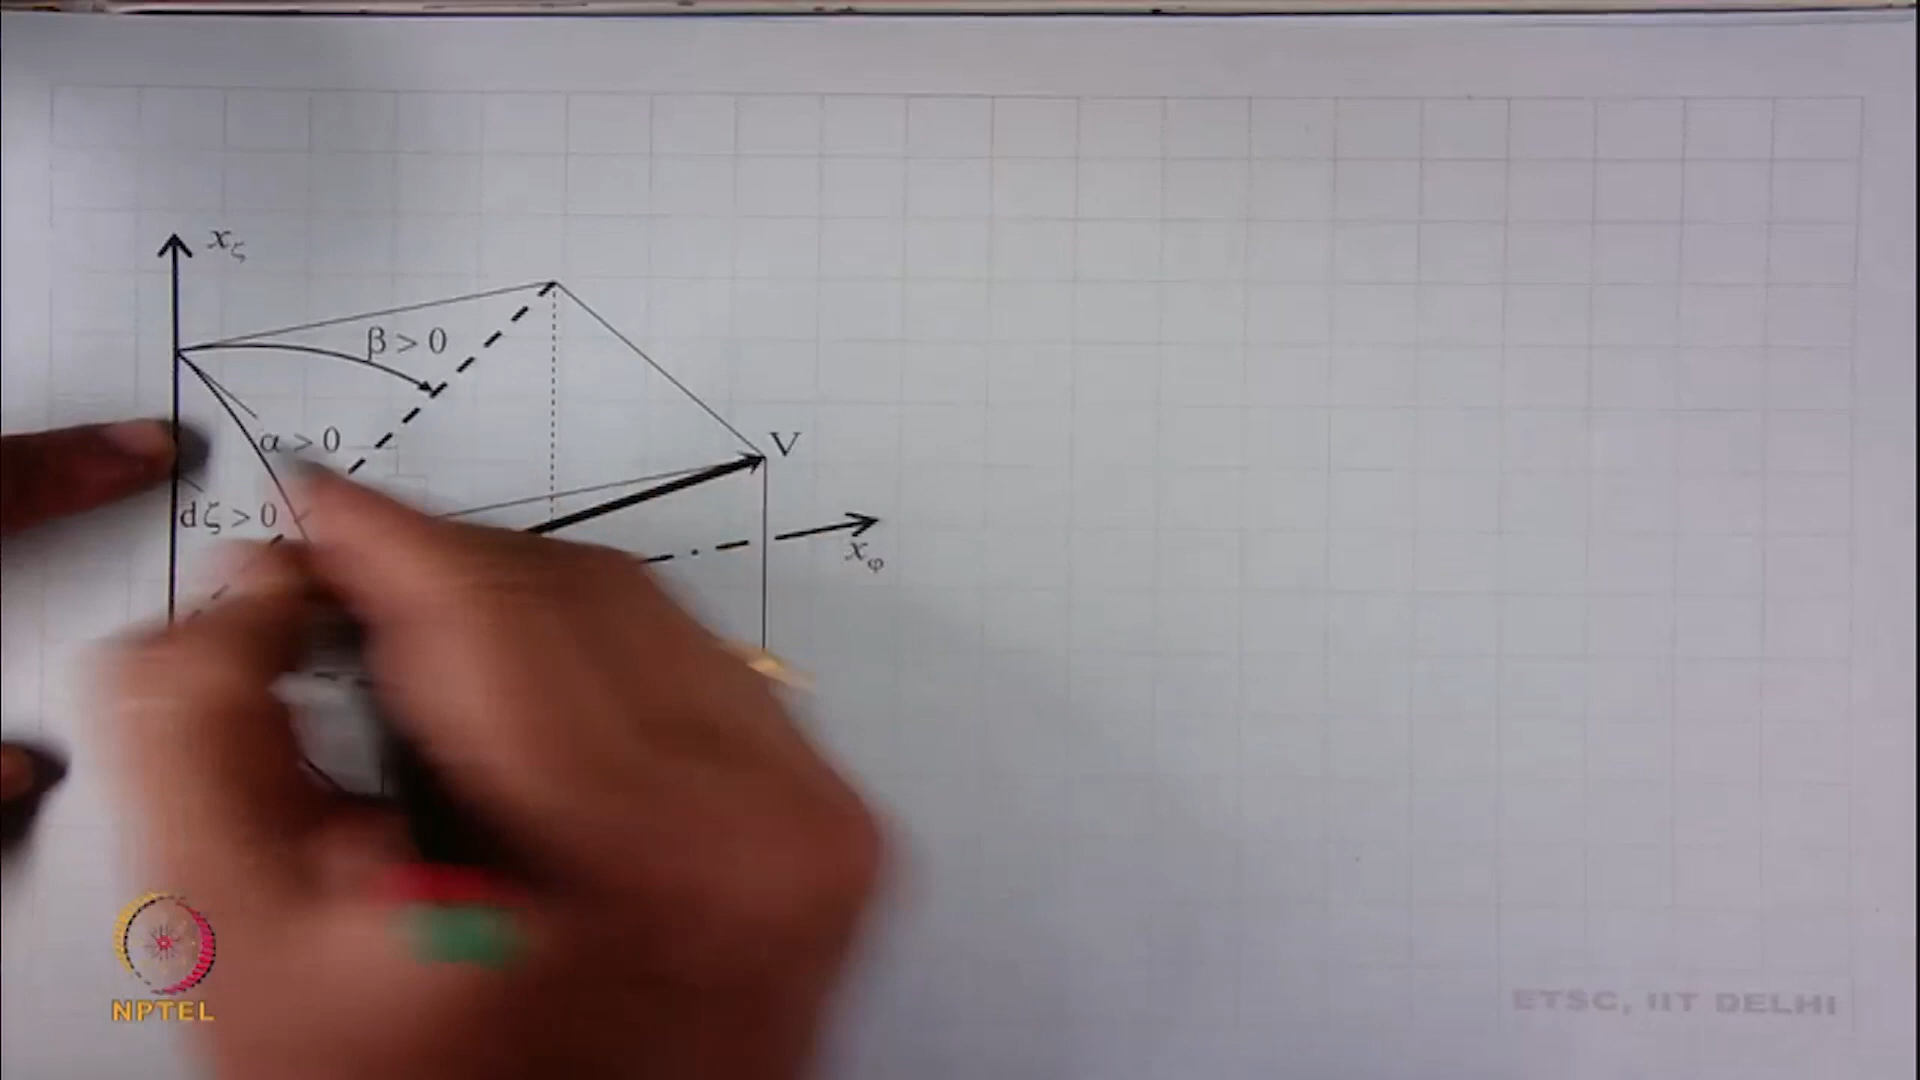 x_ζ
β > 0
α > 0
V
dζ > 0
x_φ
NPTEL
ETSC, IIT DELHI